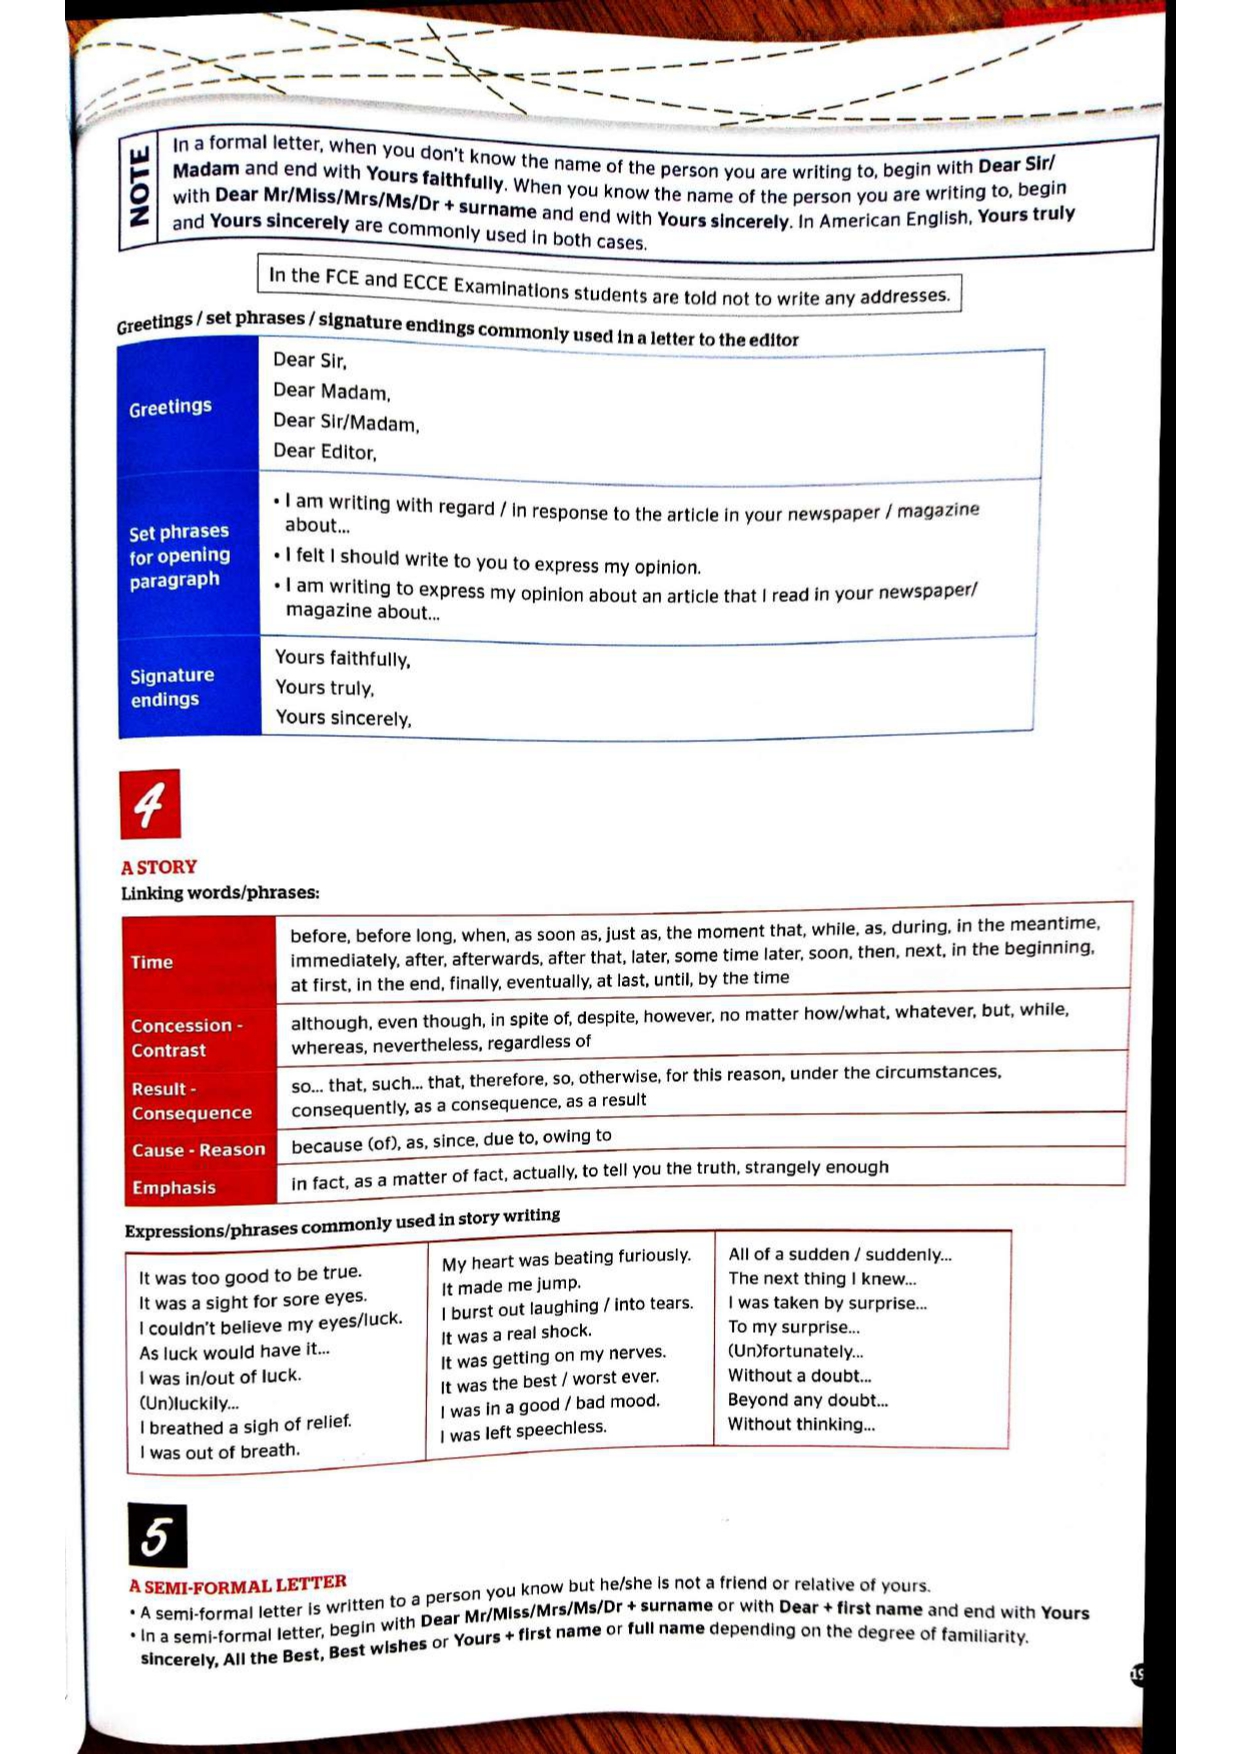 NOTE
In a formal letter, when you don't know the name of the person you are writing to, begin with Dear Sir/
Madam and end with Yours faithfully. When you know the name of the person you are writing to, begin
with Dear Mr/Miss/Mrs/Ms/Dr + surname and end with Yours sincerely. In American English, Yours truly
and Yours sincerely are commonly used in both cases.
In the FCE and ECCE Examinations students are told not to write any addresses.
Greetings / set phrases / signature endings commonly used in a letter to the editor
Greetings
Dear Sir,
Dear Madam,
Dear Sir/Madam,
Dear Editor,
Set phrases
for opening
paragraph
• I am writing with regard / in response to the article in your newspaper / magazine
about...
• I felt I should write to you to express my opinion.
• I am writing to express my opinion about an article that I read in your newspaper/
magazine about...
Signature
endings
Yours faithfully,
Yours truly,
Yours sincerely,
4
A STORY
Linking words/phrases:
Time
before, before long, when, as soon as, just as, the moment that, while, as, during, in the meantime,
immediately, after, afterwards, after that, later, some time later, soon, then, next, in the beginning,
at first, in the end, finally, eventually, at last, until, by the time
Concession -
Contrast
although, even though, in spite of, despite, however, no matter how/what, whatever, but, while,
whereas, nevertheless, regardless of
Result -
Consequence
so... that, such... that, therefore, so, otherwise, for this reason, under the circumstances,
consequently, as a consequence, as a result
Cause - Reason
because (of), as, since, due to, owing to
Emphasis
in fact, as a matter of fact, actually, to tell you the truth, strangely enough
Expressions/phrases commonly used in story writing
It was too good to be true.
It was a sight for sore eyes.
I couldn't believe my eyes/luck.
As luck would have it...
I was in/out of luck.
(Un)luckily...
I breathed a sigh of relief.
I was out of breath.
My heart was beating furiously.
It made me jump.
I burst out laughing / into tears.
It was a real shock.
It was getting on my nerves.
It was the best / worst ever.
I was in a good / bad mood.
I was left speechless.
All of a sudden / suddenly...
The next thing I knew...
I was taken by surprise...
To my surprise...
(Un)fortunately...
Without a doubt...
Beyond any doubt...
Without thinking...
5
A SEMI-FORMAL LETTER
• A semi-formal letter is written to a person you know but he/she is not a friend or relative of yours.
• In a semi-formal letter, begin with Dear Mr/Miss/Mrs/Ms/Dr + surname or with Dear + first name and end with Yours
sincerely, All the Best, Best wishes or Yours + first name or full name depending on the degree of familiarity.